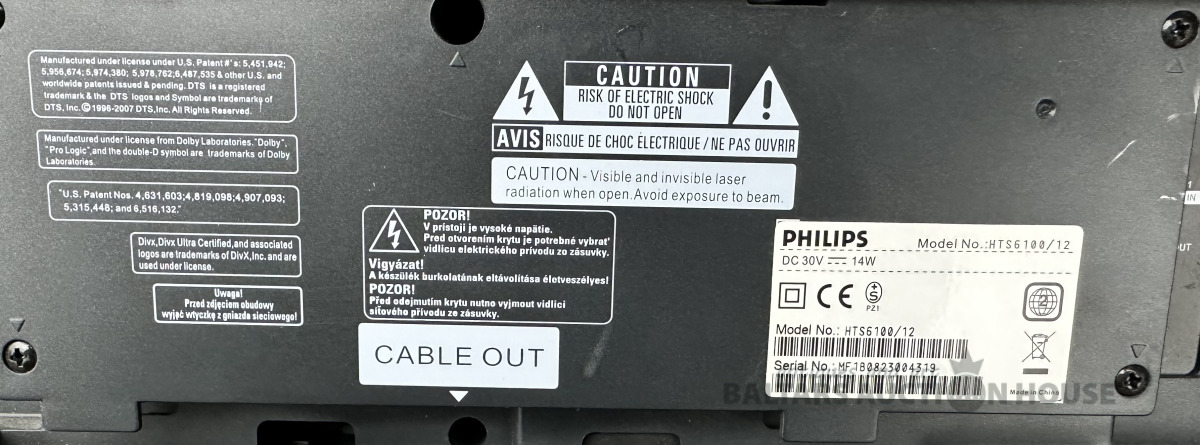 Manufactured under license under U.S. Patent #'s: 5,451,942;
5,956,674; 5,974,380; 5,978,762;6,487,535 & other U.S. and
worldwide patents issued & pending. DTS is a registered
trademark & the DTS logos and Symbol are trademarks of
DTS,Inc.©1996-2007 DTS,Inc. All Rights Reserved.
Manufactured under license from Dolby Laboratories."Dolby",
"Pro Logic",and the double-D symbol are trademarks of Dolby
Laboratories.
"U.S. Patent Nos. 4,631,603;4,819,098;4,907,093;
5,315,448; and 6,516,132."
Divx,Divx Ultra Certified,and associated
logos are trademarks of DivX,Inc. and are
used under license.
Uwaga!
Przed zdjęciem obudowy
wyjąć wtyczkę z gniazda sieciowego!
CAUTION
RISK OF ELECTRIC SHOCK
DO NOT OPEN
AVIS RISQUE DE CHOC ÉLECTRIQUE / NE PAS OUVRIR
CAUTION - Visible and invisible laser
radiation when open.Avoid exposure to beam.
POZOR!
V prístoji je vysoké napätie.
Pred otvorením krytu je potrebné vybrať
vidlicu elektrického prívodu zo zásuvky.
Vigyázat!
A készülék burkolatának eltávolítása életveszélyes!
POZOR!
Před odejmutím krytu nutno vyjmout vidlici
síťového přívodu ze zásuvky.
CABLE OUT
PHILIPS Model No.:HTS6100/12
DC 30V ⎓ 14W
CE S
PZ1
2
Model No.: HTS6100/12
Serial No.: MF1B0823004319
Made in China
BALTARS AUCTION HOUSE
1
IN
OUT